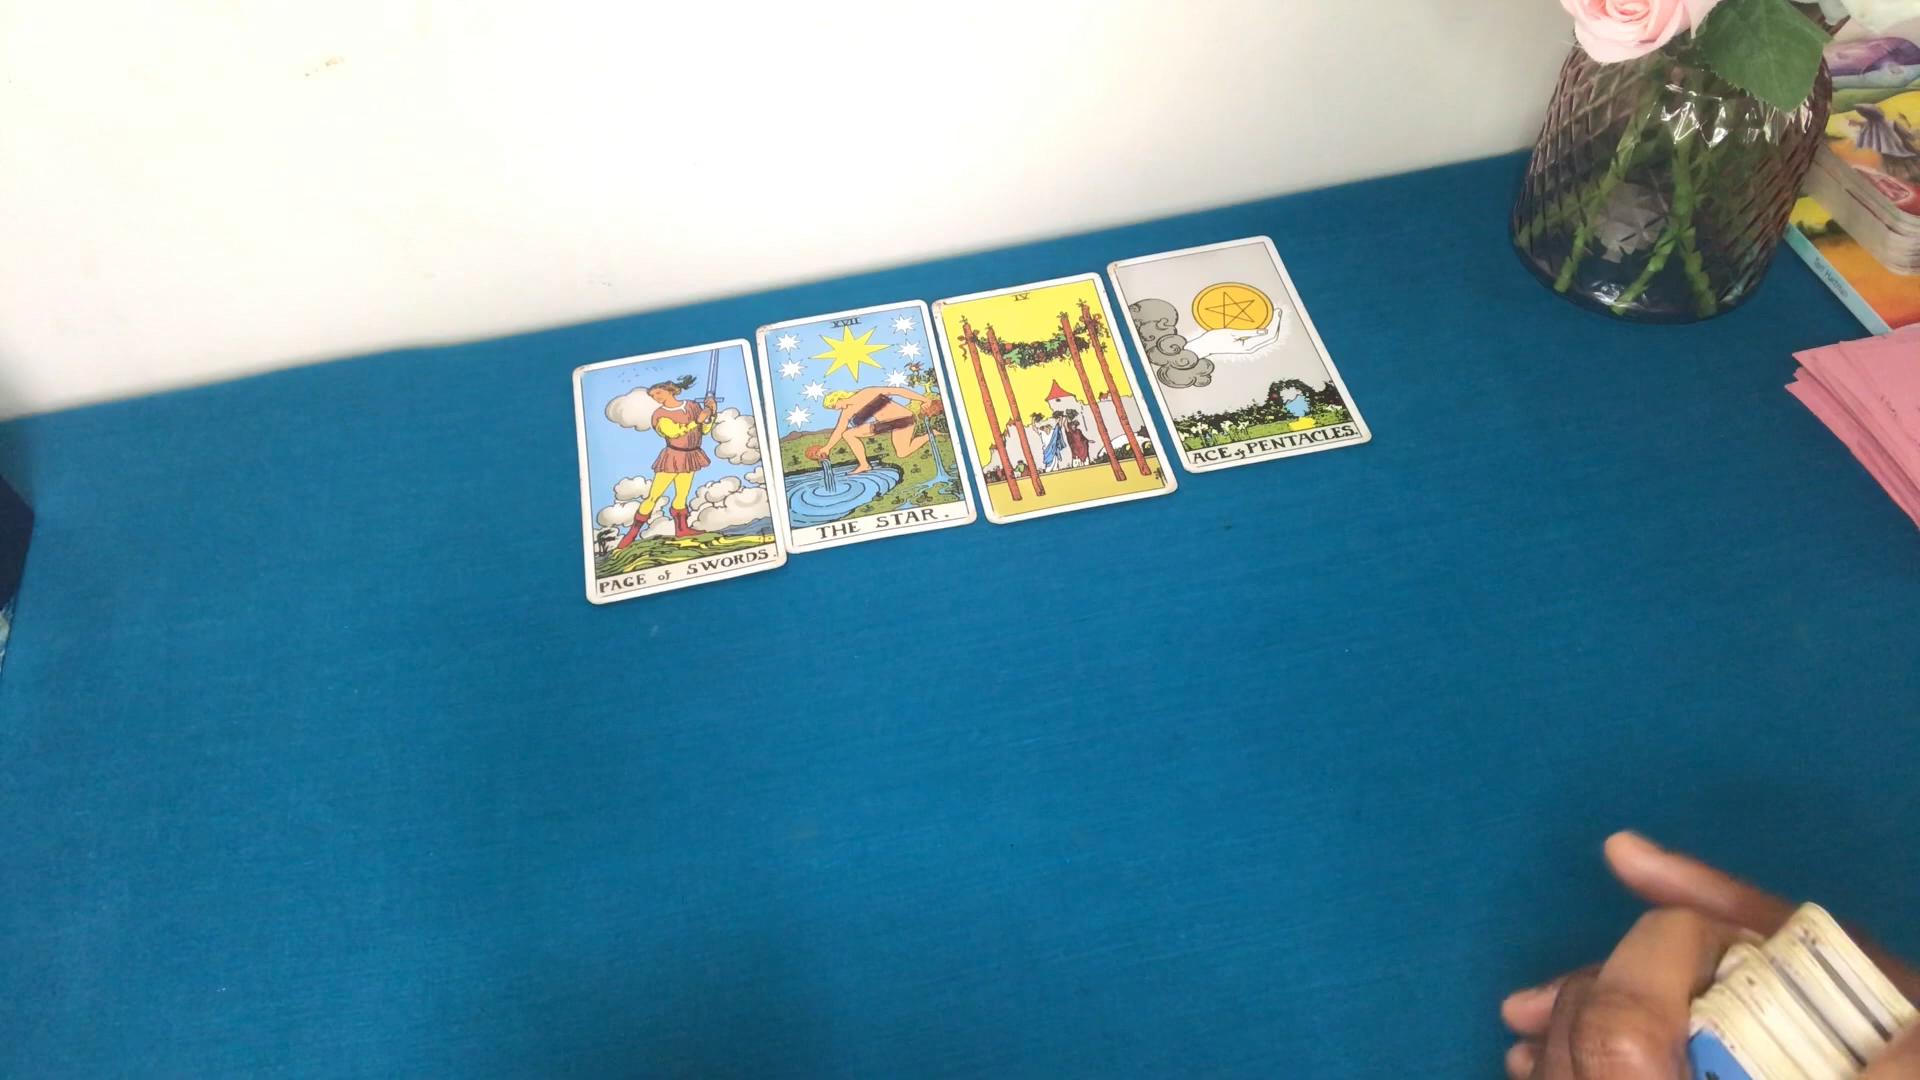 PAGE of SWORDS.
XVII
THE STAR.
IV
ACE of PENTACLES.